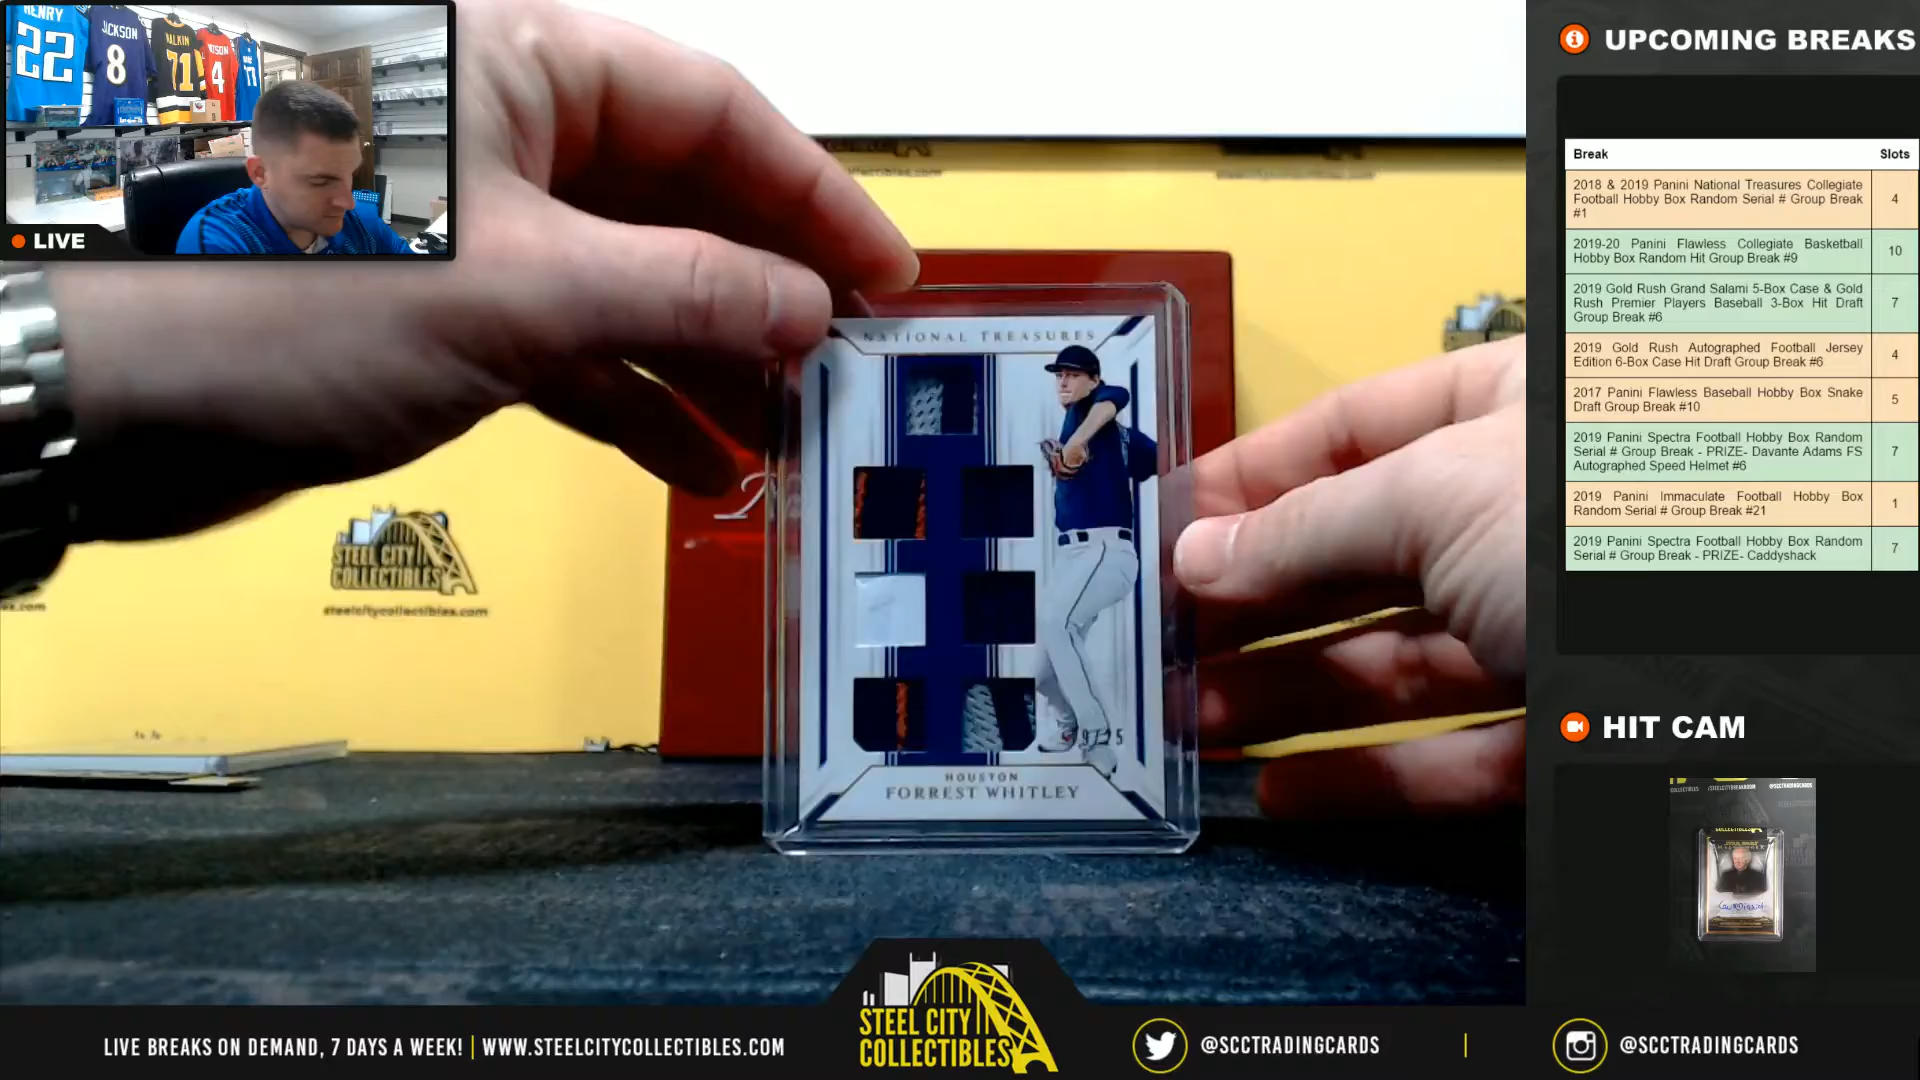 HENRY
22
JACKSON
8
MALKIN
71
4
LIVE
NATIONAL TREASURES
HOUSTON
FORREST WHITLEY
STEEL CITY
COLLECTIBLES
steelcitycollectibles.com
UPCOMING BREAKS
Break Slots
2018 & 2019 Panini National Treasures Collegiate
Football Hobby Box Random Serial # Group Break
#1
4
2019-20 Panini Flawless Collegiate Basketball
Hobby Box Random Hit Group Break #9
10
2019 Gold Rush Grand Salami 5-Box Case & Gold
Rush Premier Players Baseball 3-Box Hit Draft
Group Break #6
7
2019 Gold Rush Autographed Football Jersey
Edition 6-Box Case Hit Draft Group Break #6
4
2017 Panini Flawless Baseball Hobby Box Snake
Draft Group Break #10
5
2019 Panini Spectra Football Hobby Box Random
Serial # Group Break - PRIZE- Davante Adams FS
Autographed Speed Helmet #6
7
2019 Panini Immaculate Football Hobby Box
Random Serial # Group Break #21
1
2019 Panini Spectra Football Hobby Box Random
Serial # Group Break - PRIZE- Caddyshack
7
HIT CAM
@SCCTRADINGCARDS
LIVE BREAKS ON DEMAND, 7 DAYS A WEEK! | WWW.STEELCITYCOLLECTIBLES.COM
STEEL CITY
COLLECTIBLES
@SCCTRADINGCARDS | @SCCTRADINGCARDS